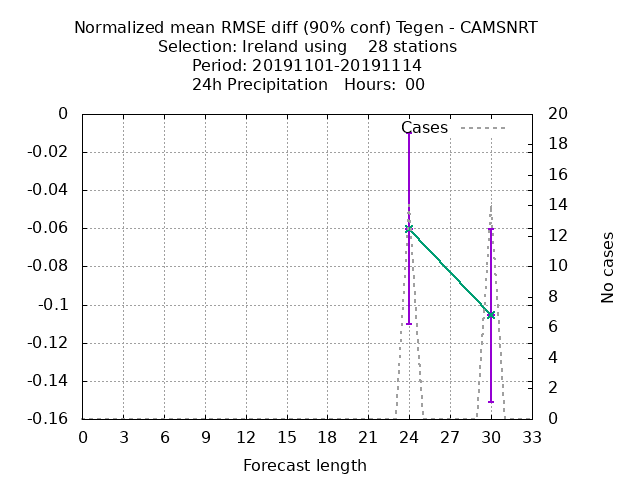 Normalized mean RMSE diff (90% conf) Tegen - CAMSNRT
Selection: Ireland using    28 stations
Period: 20191101-20191114
24h Precipitation   Hours:  00
Cases
0
-0.02
-0.04
-0.06
-0.08
-0.1
-0.12
-0.14
-0.16
20
18
16
14
12
10
8
6
4
2
0
No cases
0 3 6 9 12 15 18 21 24 27 30 33
Forecast length